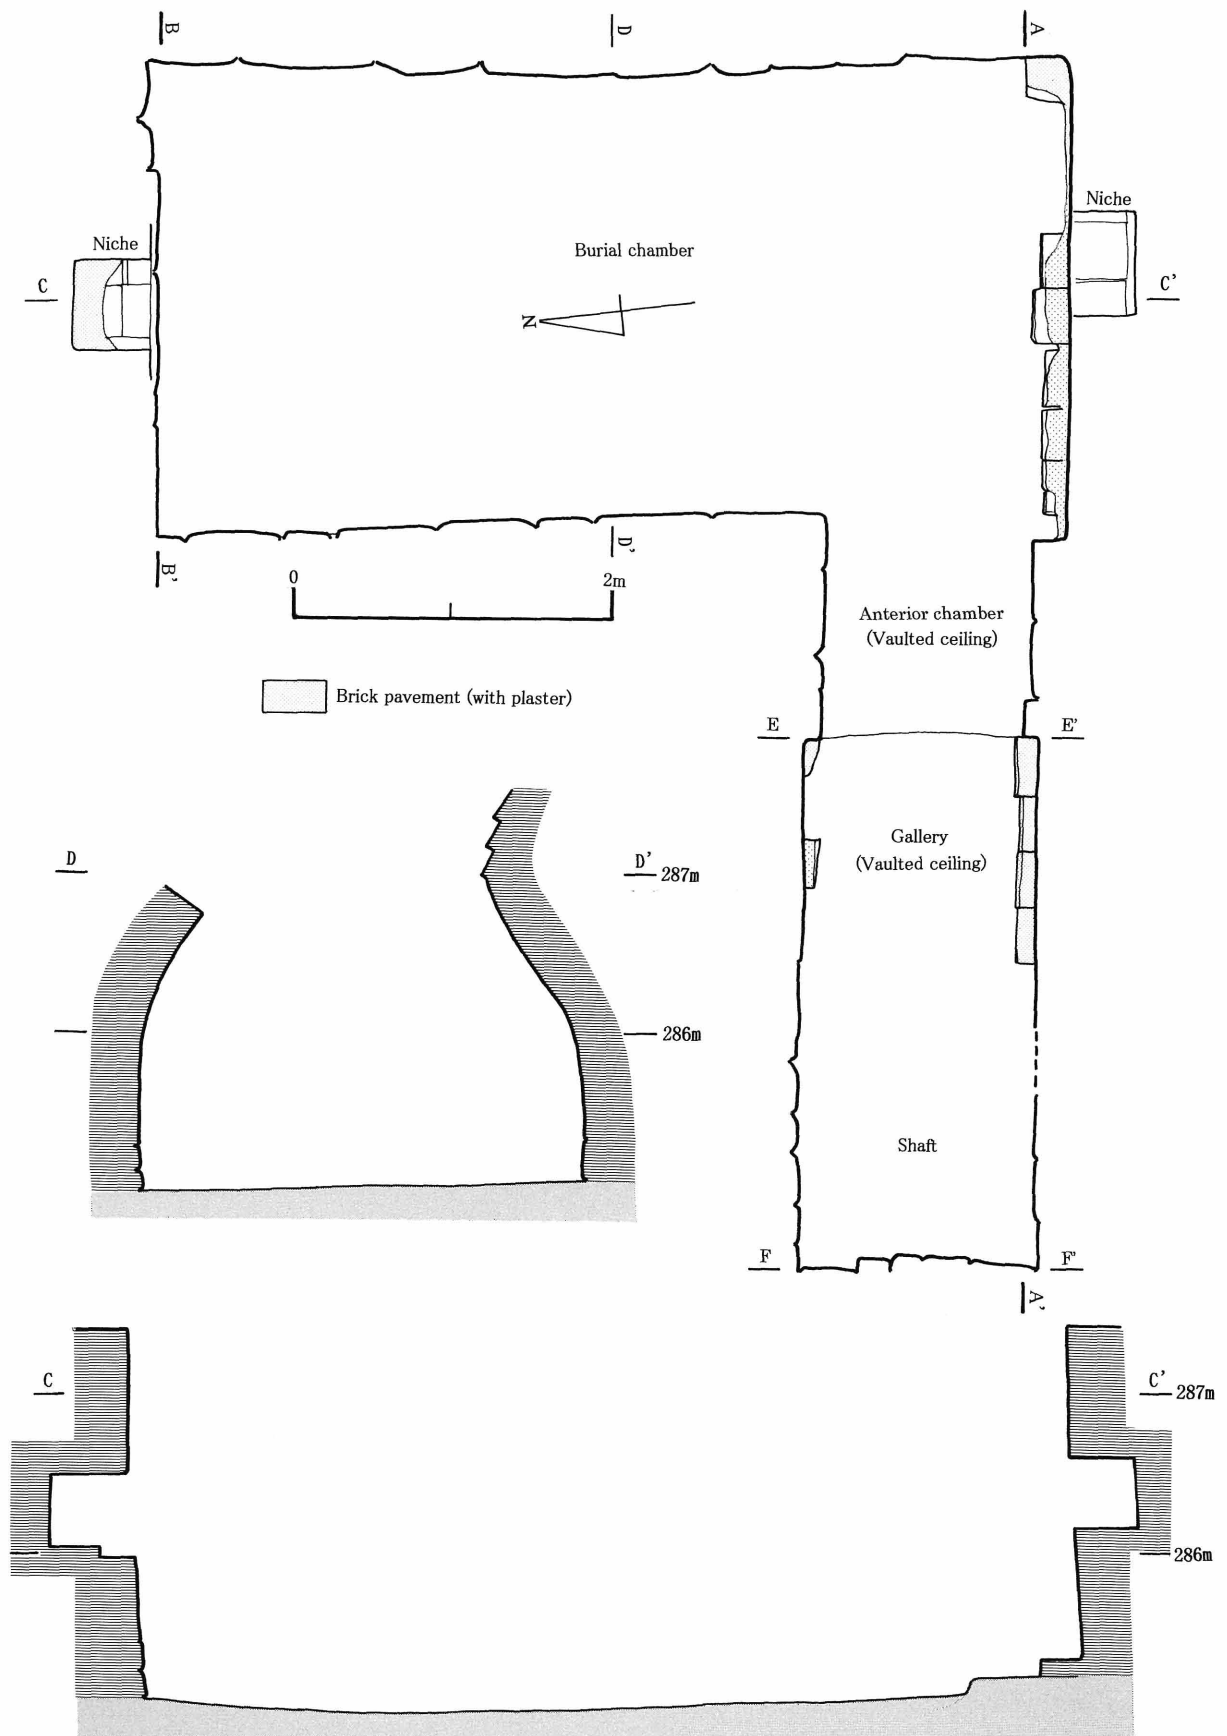 B
D
A
Niche
Niche
Burial chamber
C
C'
N
B'
D'
0 2m
Anterior chamber
(Vaulted ceiling)
Brick pavement (with plaster)
E
E'
Gallery
(Vaulted ceiling)
D
D'
287m
286m
Shaft
F
F'
A'
C
C'
287m
286m